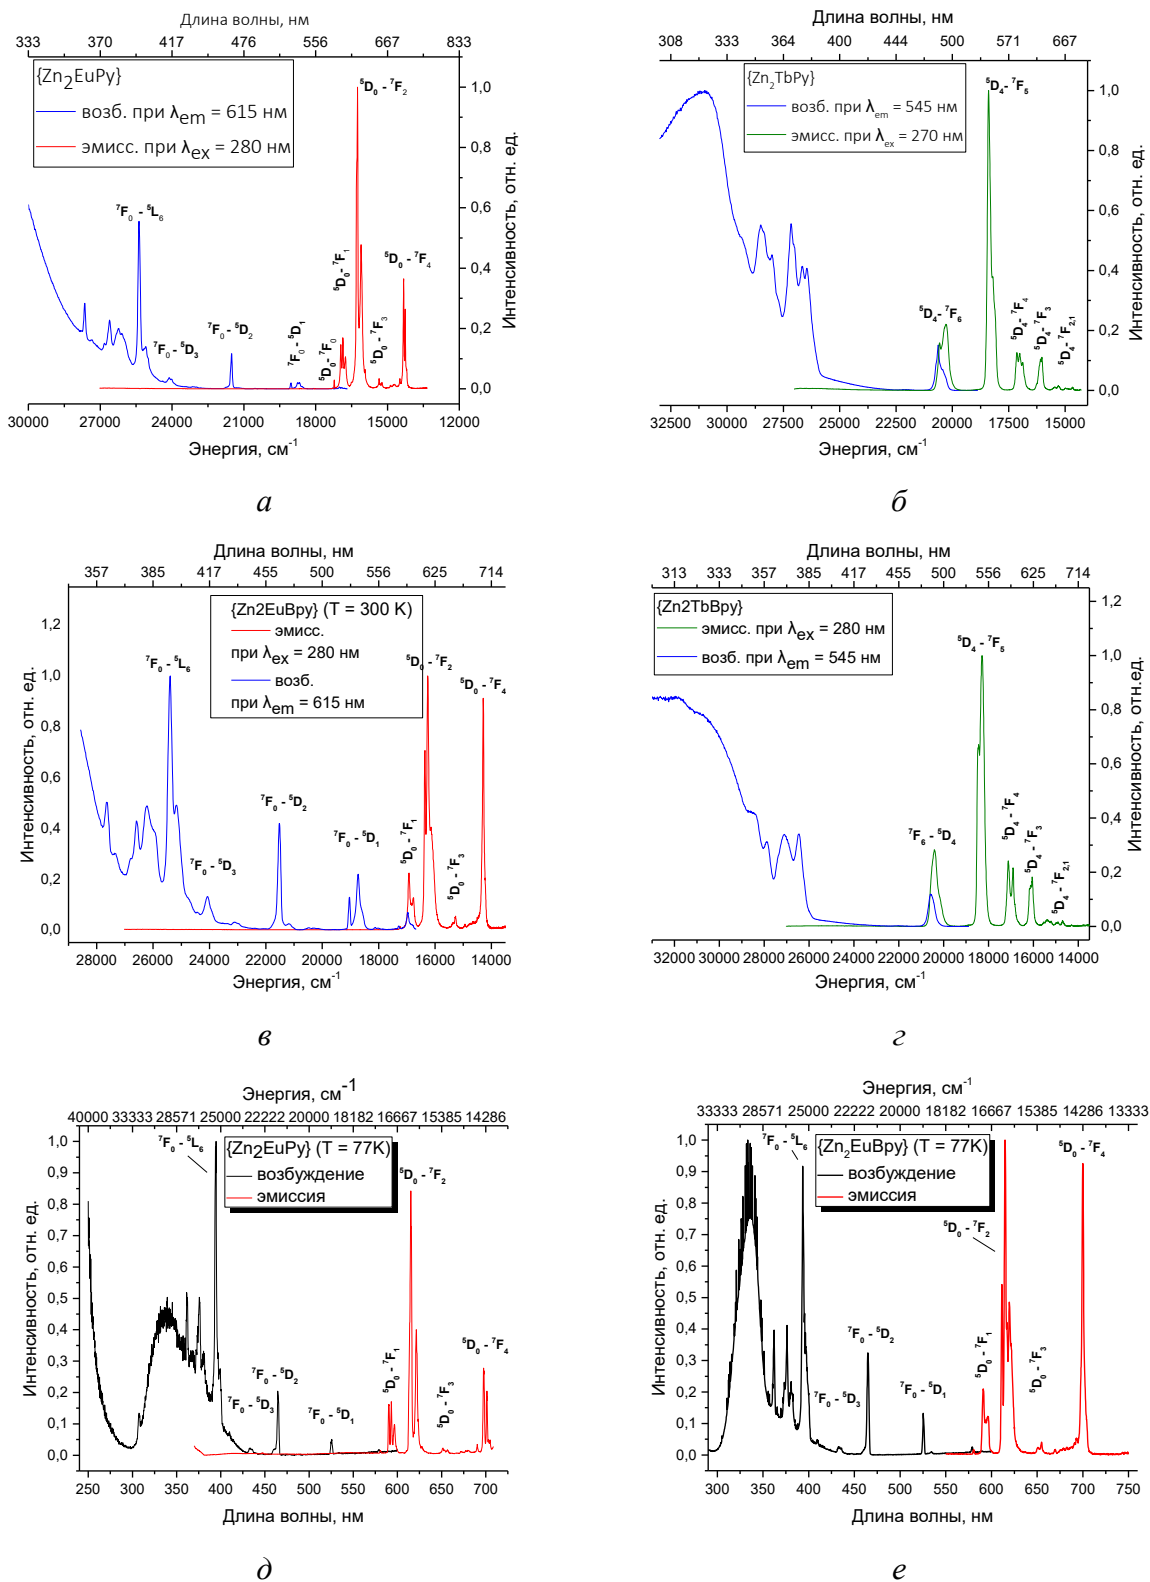 Длина волны, нм
333 370 417 476 556 667 833
{Zn2EuPy}
возб. при λem = 615 нм
эмисс. при λex = 280 нм
⁷F₀ - ⁵L₆
⁷F₀ - ⁵D₃
⁷F₀ - ⁵D₂
⁷F₀ - ⁵D₁
⁵D₀- ⁷F₀
⁵D₀- ⁷F₁
⁵D₀ - ⁷F₂
⁵D₀ - ⁷F₃
⁵D₀ - ⁷F₄
1,0
0,8
0,6
0,4
0,2
0,0
Интенсивность, отн. ед.
30000 27000 24000 21000 18000 15000 12000
Энергия, см⁻¹
а
Длина волны, нм
308 333 364 400 444 500 571 667
{Zn₂TbPy}
возб. при λem = 545 нм
эмисс. при λex = 270 нм
⁵D₄- ⁷F₅
⁵D₄- ⁷F₆
⁵D₄- ⁷F₄
⁵D₄ - ⁷F₃
⁵D₄ - ⁷F₂,₁
1,0
0,8
0,6
0,4
0,2
0,0
Интенсивность, отн. ед.
32500 30000 27500 25000 22500 20000 17500 15000
Энергия, см⁻¹
б
Длина волны, нм
357 385 417 455 500 556 625 714
{Zn2EuBpy} (T = 300 K)
эмисс.
при λex = 280 нм
возб.
при λem = 615 нм
⁷F₀ - ⁵L₆
⁷F₀ - ⁵D₃
⁷F₀ - ⁵D₂
⁷F₀ - ⁵D₁
⁵D₀ - ⁷F₁
⁵D₀ - ⁷F₂
⁵D₀ - ⁷F₃
⁵D₀ - ⁷F₄
1,2
1,0
0,8
0,6
0,4
0,2
0,0
Интенсивность, отн. ед.
28000 26000 24000 22000 20000 18000 16000 14000
Энергия, см⁻¹
в
Длина волны, нм
313 333 357 385 417 455 500 556 625 714
{Zn2TbBpy}
эмисс. при λex = 280 нм
возб. при λem = 545 нм
⁵D₄ - ⁷F₅
⁷F₆ - ⁵D₄
⁵D₄ - ⁷F₄
⁵D₄ - ⁷F₃
⁵D₄ - ⁷F₂,₁
1,2
1,0
0,8
0,6
0,4
0,2
0,0
Интенсивность, отн.ед.
32000 30000 28000 26000 24000 22000 20000 18000 16000 14000
Энергия, см⁻¹
г
Энергия, см⁻¹
40000 33333 28571 25000 22222 20000 18182 16667 15385 14286
{Zn₂EuPy} (T = 77K)
возбуждение
эмиссия
⁷F₀ - ⁵L₆
⁷F₀ - ⁵D₃
⁷F₀ - ⁵D₂
⁷F₀ - ⁵D₁
⁵D₀ - ⁷F₁
⁵D₀ - ⁷F₂
⁵D₀ - ⁷F₃
⁵D₀ - ⁷F₄
1,0
0,9
0,8
0,7
0,6
0,5
0,4
0,3
0,2
0,1
0,0
Интенсивность, отн. ед.
250 300 350 400 450 500 550 600 650 700
Длина волны, нм
д
Энергия, см⁻¹
33333 28571 25000 22222 20000 18182 16667 15385 14286 13333
{Zn₂EuBpy} (T = 77K)
возбуждение
эмиссия
⁷F₀ - ⁵L₆
⁷F₀ - ⁵D₃
⁷F₀ - ⁵D₂
⁷F₀ - ⁵D₁
⁵D₀ - ⁷F₁
⁵D₀ - ⁷F₂
⁵D₀ - ⁷F₃
⁵D₀ - ⁷F₄
1,0
0,9
0,8
0,7
0,6
0,5
0,4
0,3
0,2
0,1
0,0
Интенсивность, отн. ед.
300 350 400 450 500 550 600 650 700 750
Длина волны, нм
е